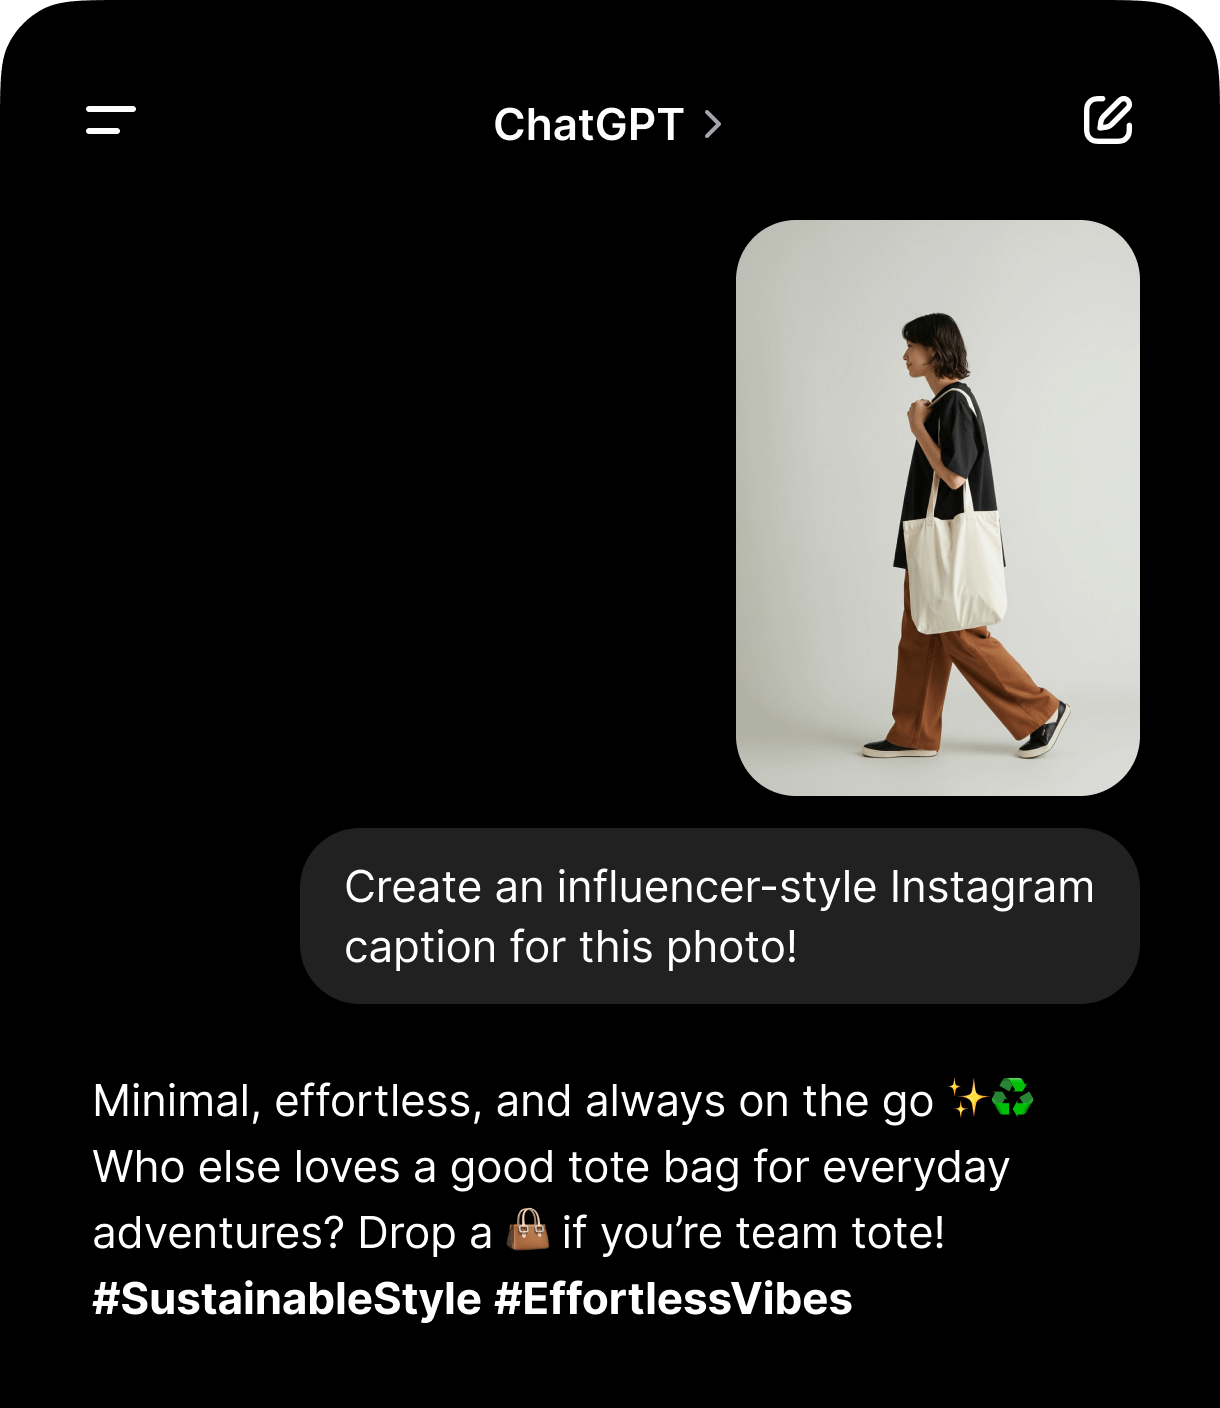 ChatGPT
Create an influencer-style Instagram
caption for this photo!
Minimal, effortless, and always on the go ✨♻️
Who else loves a good tote bag for everyday
adventures? Drop a 👜 if you’re team tote!
#SustainableStyle #EffortlessVibes